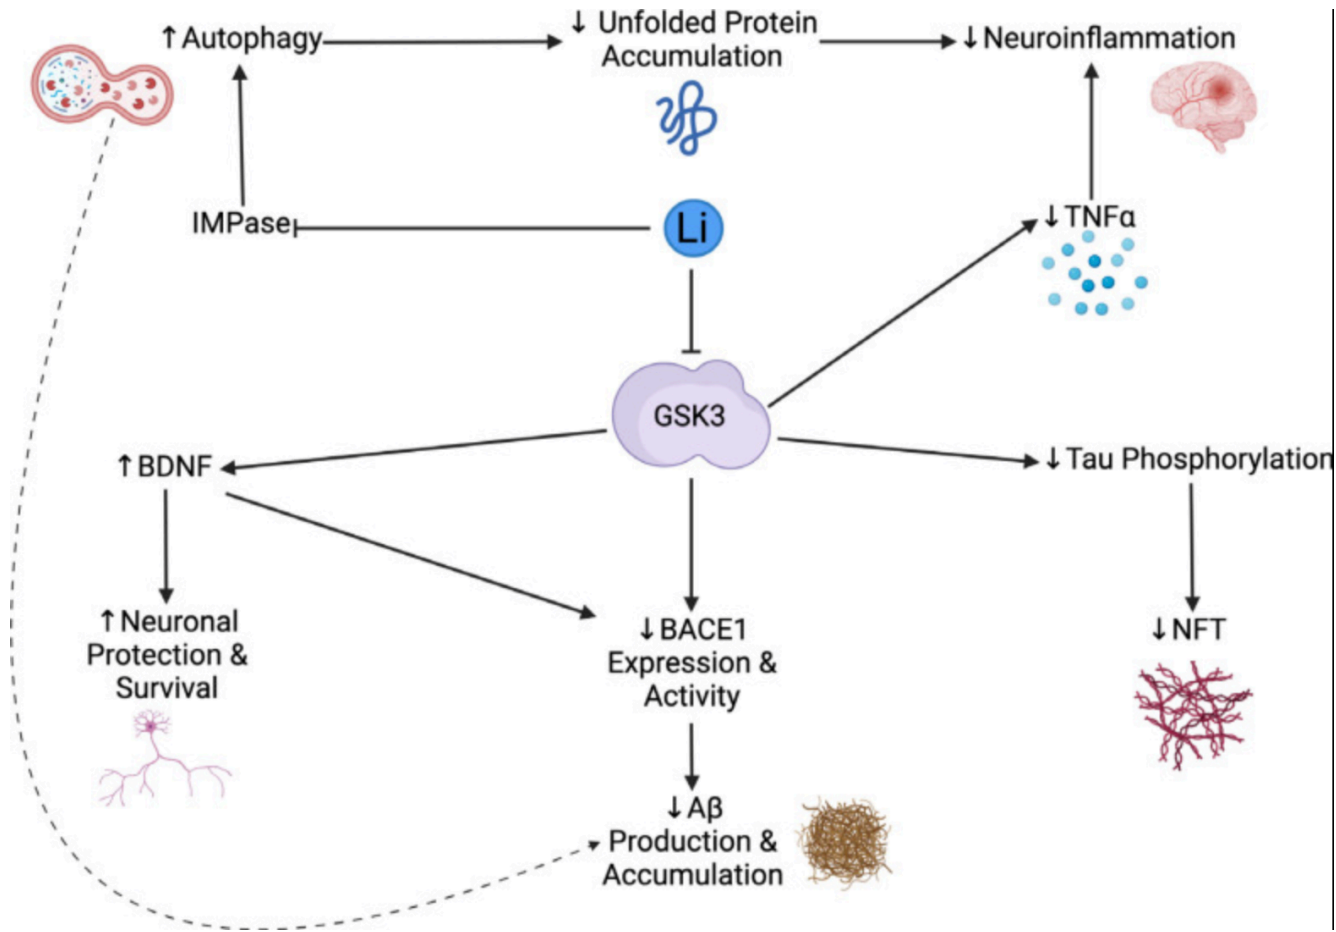 ↑Autophagy
↓ Unfolded Protein
Accumulation
↓Neuroinflammation
IMPase
Li
↓TNFα
GSK3
↑BDNF
↓Tau Phosphorylation
↑Neuronal
Protection &
Survival
↓BACE1
Expression &
Activity
↓NFT
↓Aβ
Production &
Accumulation